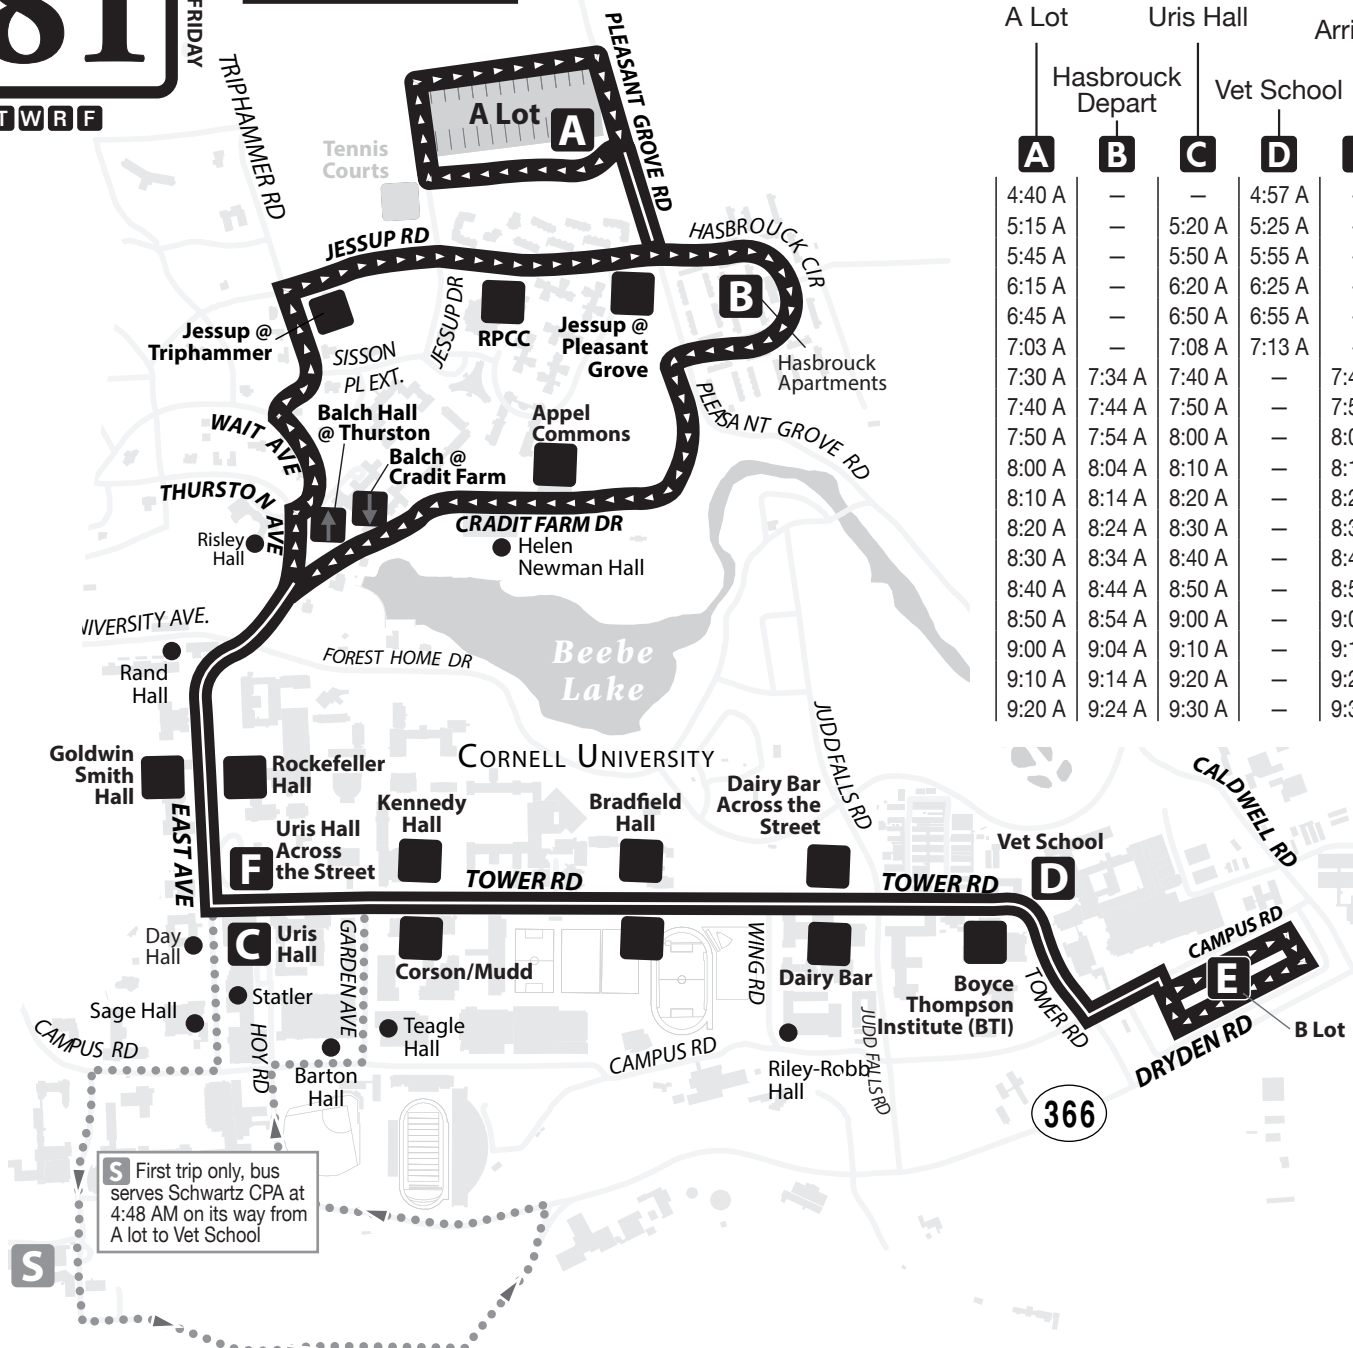 81
FRIDAY
T W R F
TRIPHAMMER RD
PLEASANT GROVE RD
A Lot
A
Tennis
Courts
JESSUP RD
HASBROUCK CIR
B
Jessup @
Triphammer
JESSUP DR
RPCC
Jessup @
Pleasant
Grove
Hasbrouck
Apartments
SISSON
PL EXT.
WAIT AVE
Balch Hall
@ Thurston
Balch @
Cradit Farm
Appel
Commons
PLEASANT GROVE RD
THURSTON AVE
CRADIT FARM DR
Risley
Hall
Helen
Newman Hall
Rand
Hall
FOREST HOME DR
Beebe
Lake
JUDD FALLS RD
CORNELL UNIVERSITY
Goldwin
Smith
Hall
Rockefeller
Hall
EAST AVE
Kennedy
Hall
Bradfield
Hall
Dairy Bar
Across the
Street
F
Uris Hall
Across
the Street
TOWER RD
TOWER RD
Vet School
D
CALDWELL RD
Day
Hall
C
Uris
Hall
GARDEN AVE
Corson/Mudd
WING RD
Dairy Bar
Boyce
Thompson
Institute (BTI)
TOWER RD
CAMPUS RD
E
B Lot
DRYDEN RD
Sage Hall
Statler
HOY RD
Teagle
Hall
CAMPUS RD
Barton
Hall
CAMPUS RD
Riley-Robb
Hall
JUDD FALLS RD
366
S First trip only, bus
serves Schwartz CPA at
4:48 AM on its way from
A lot to Vet School
S
A Lot Uris Hall
Hasbrouck
Depart
Vet School
A B C D
4:40 A – – 4:57 A
5:15 A – 5:20 A 5:25 A
5:45 A – 5:50 A 5:55 A
6:15 A – 6:20 A 6:25 A
6:45 A – 6:50 A 6:55 A
7:03 A – 7:08 A 7:13 A
7:30 A 7:34 A 7:40 A –
7:40 A 7:44 A 7:50 A –
7:50 A 7:54 A 8:00 A –
8:00 A 8:04 A 8:10 A –
8:10 A 8:14 A 8:20 A –
8:20 A 8:24 A 8:30 A –
8:30 A 8:34 A 8:40 A –
8:40 A 8:44 A 8:50 A –
8:50 A 8:54 A 9:00 A –
9:00 A 9:04 A 9:10 A –
9:10 A 9:14 A 9:20 A –
9:20 A 9:24 A 9:30 A –